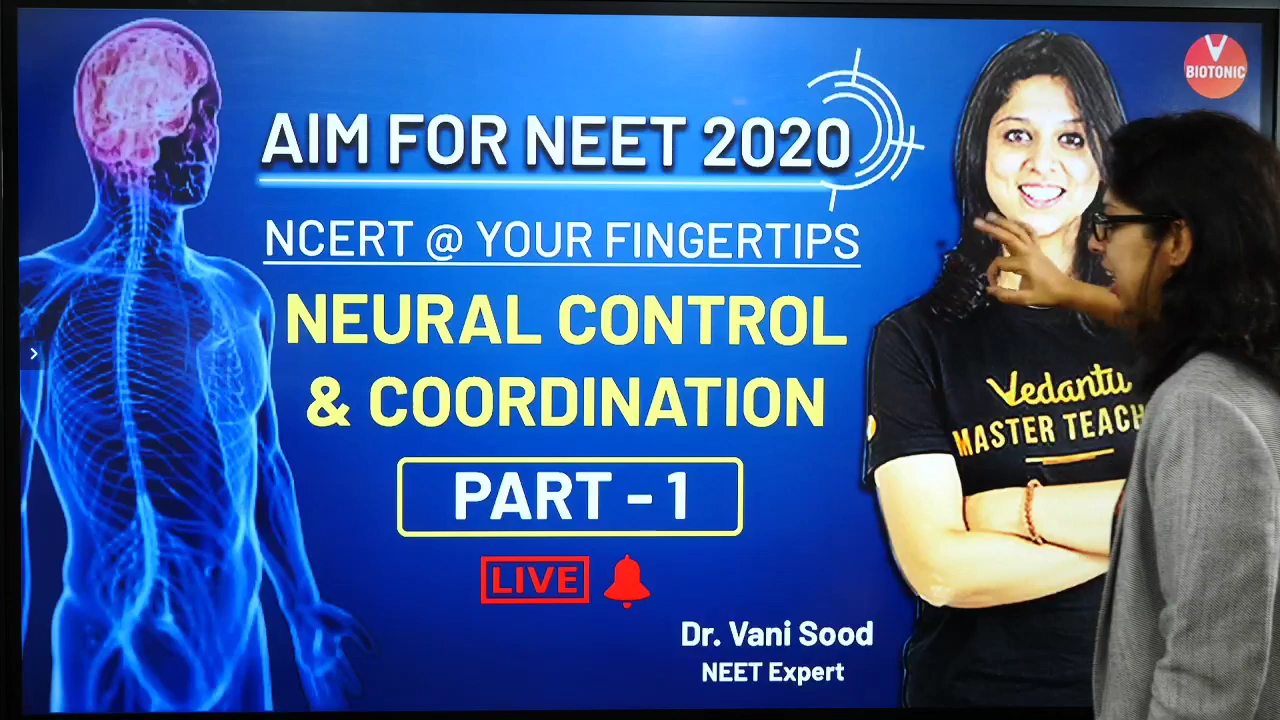 AIM FOR NEET 2020
NCERT @ YOUR FINGERTIPS
NEURAL CONTROL
& COORDINATION
PART - 1
LIVE
Dr. Vani Sood
NEET Expert
Vedantu
MASTER TEACH
V
BIOTONIC